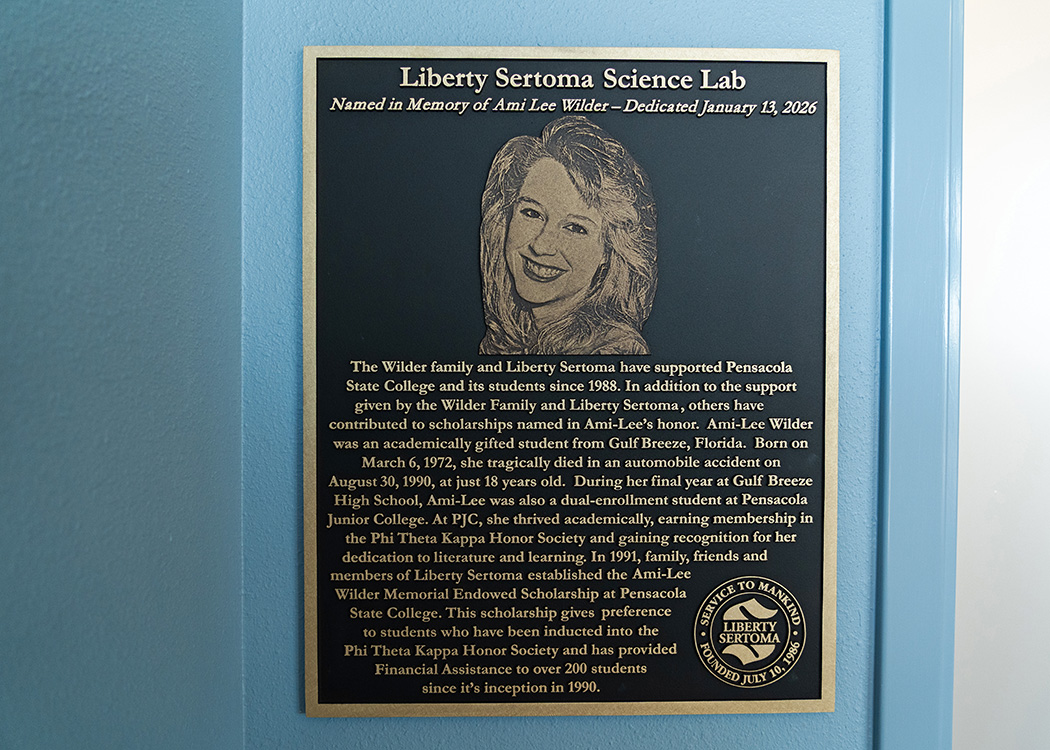 Liberty Sertoma Science Lab
Named in Memory of Ami Lee Wilder – Dedicated January 13, 2026
The Wilder family and Liberty Sertoma have supported Pensacola
State College and its students since 1988. In addition to the support
given by the Wilder Family and Liberty Sertoma, others have
contributed to scholarships named in Ami-Lee's honor. Ami-Lee Wilder
was an academically gifted student from Gulf Breeze, Florida. Born on
March 6, 1972, she tragically died in an automobile accident on
August 30, 1990, at just 18 years old. During her final year at Gulf Breeze
High School, Ami-Lee was also a dual-enrollment student at Pensacola
Junior College. At PJC, she thrived academically, earning membership in
the Phi Theta Kappa Honor Society and gaining recognition for her
dedication to literature and learning. In 1991, family, friends and
members of Liberty Sertoma established the Ami-Lee
Wilder Memorial Endowed Scholarship at Pensacola
State College. This scholarship gives preference
to students who have been inducted into the
Phi Theta Kappa Honor Society and has provided
Financial Assistance to over 200 students
since it's inception in 1990.
SERVICE TO MANKIND
LIBERTY
SERTOMA
FOUNDED JULY 10, 1986